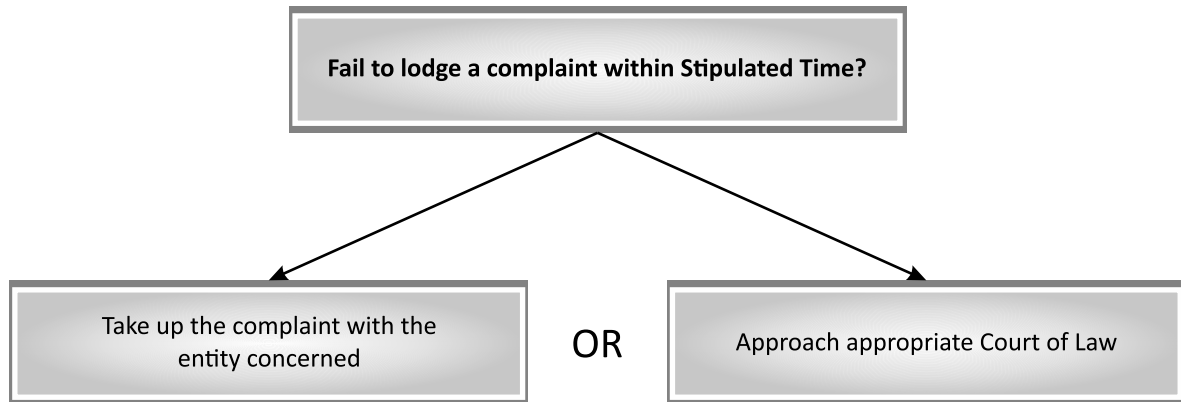 Fail to lodge a complaint within Stipulated Time?
Take up the complaint with the
entity concerned
OR
Approach appropriate Court of Law